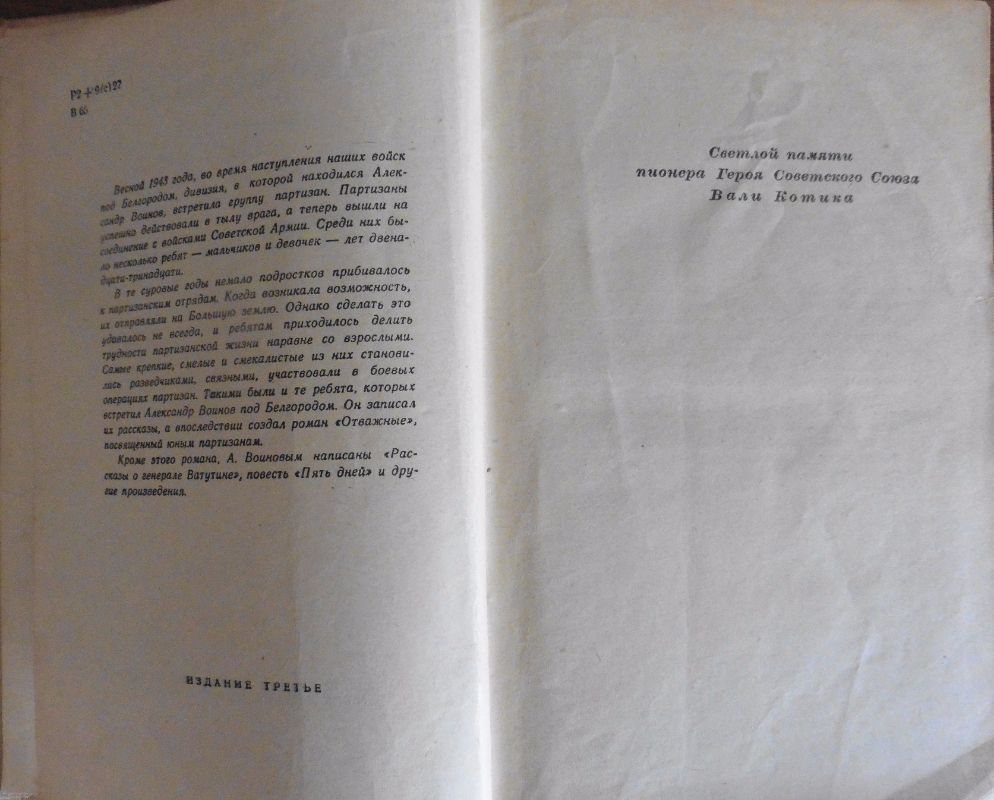 Р2 + 9(с)27
В 65
Весной 1943 года, во время наступления наших войск
под Белгородом, дивизия, в которой находился Алек-
сандр Воинов, встретила группу партизан. Партизаны
успешно действовали в тылу врага, а теперь вышли на
соединение с войсками Советской Армии. Среди них бы-
ло несколько ребят — мальчиков и девочек — лет двена-
дцати-тринадцати.
В те суровые годы немало подростков прибивалось
к партизанским отрядам. Когда возникала возможность,
их отправляли на Большую землю. Однако сделать это
удавалось не всегда, и ребятам приходилось делить
трудности партизанской жизни наравне со взрослыми.
Самые крепкие, смелые и смекалистые из них станови-
лись разведчиками, связными, участвовали в боевых
операциях партизан. Такими были и те ребята, которых
встретил Александр Воинов под Белгородом. Он записал
их рассказы, а впоследствии создал роман «Отважные»,
посвященный юным партизанам.
Кроме этого романа, А. Воиновым написаны «Рас-
сказы о генерале Ватутине», повесть «Пять дней» и дру-
гие произведения.
ИЗДАНИЕ ТРЕТЬЕ
Светлой памяти
пионера Героя Советского Союза
Вали Котика